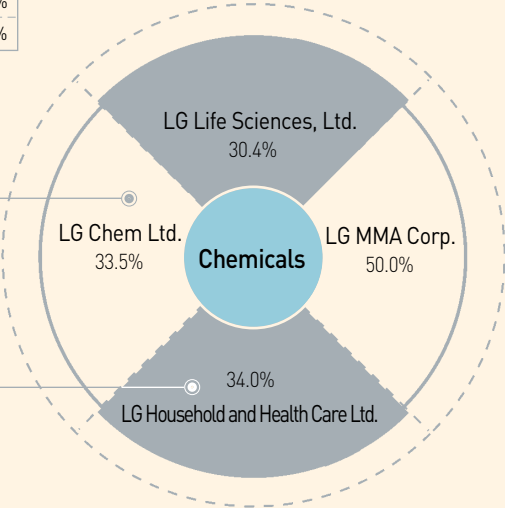 %
%
LG Life Sciences, Ltd.
30.4%
LG Chem Ltd.
33.5%
Chemicals
LG MMA Corp.
50.0%
34.0%
LG Household and Health Care Ltd.